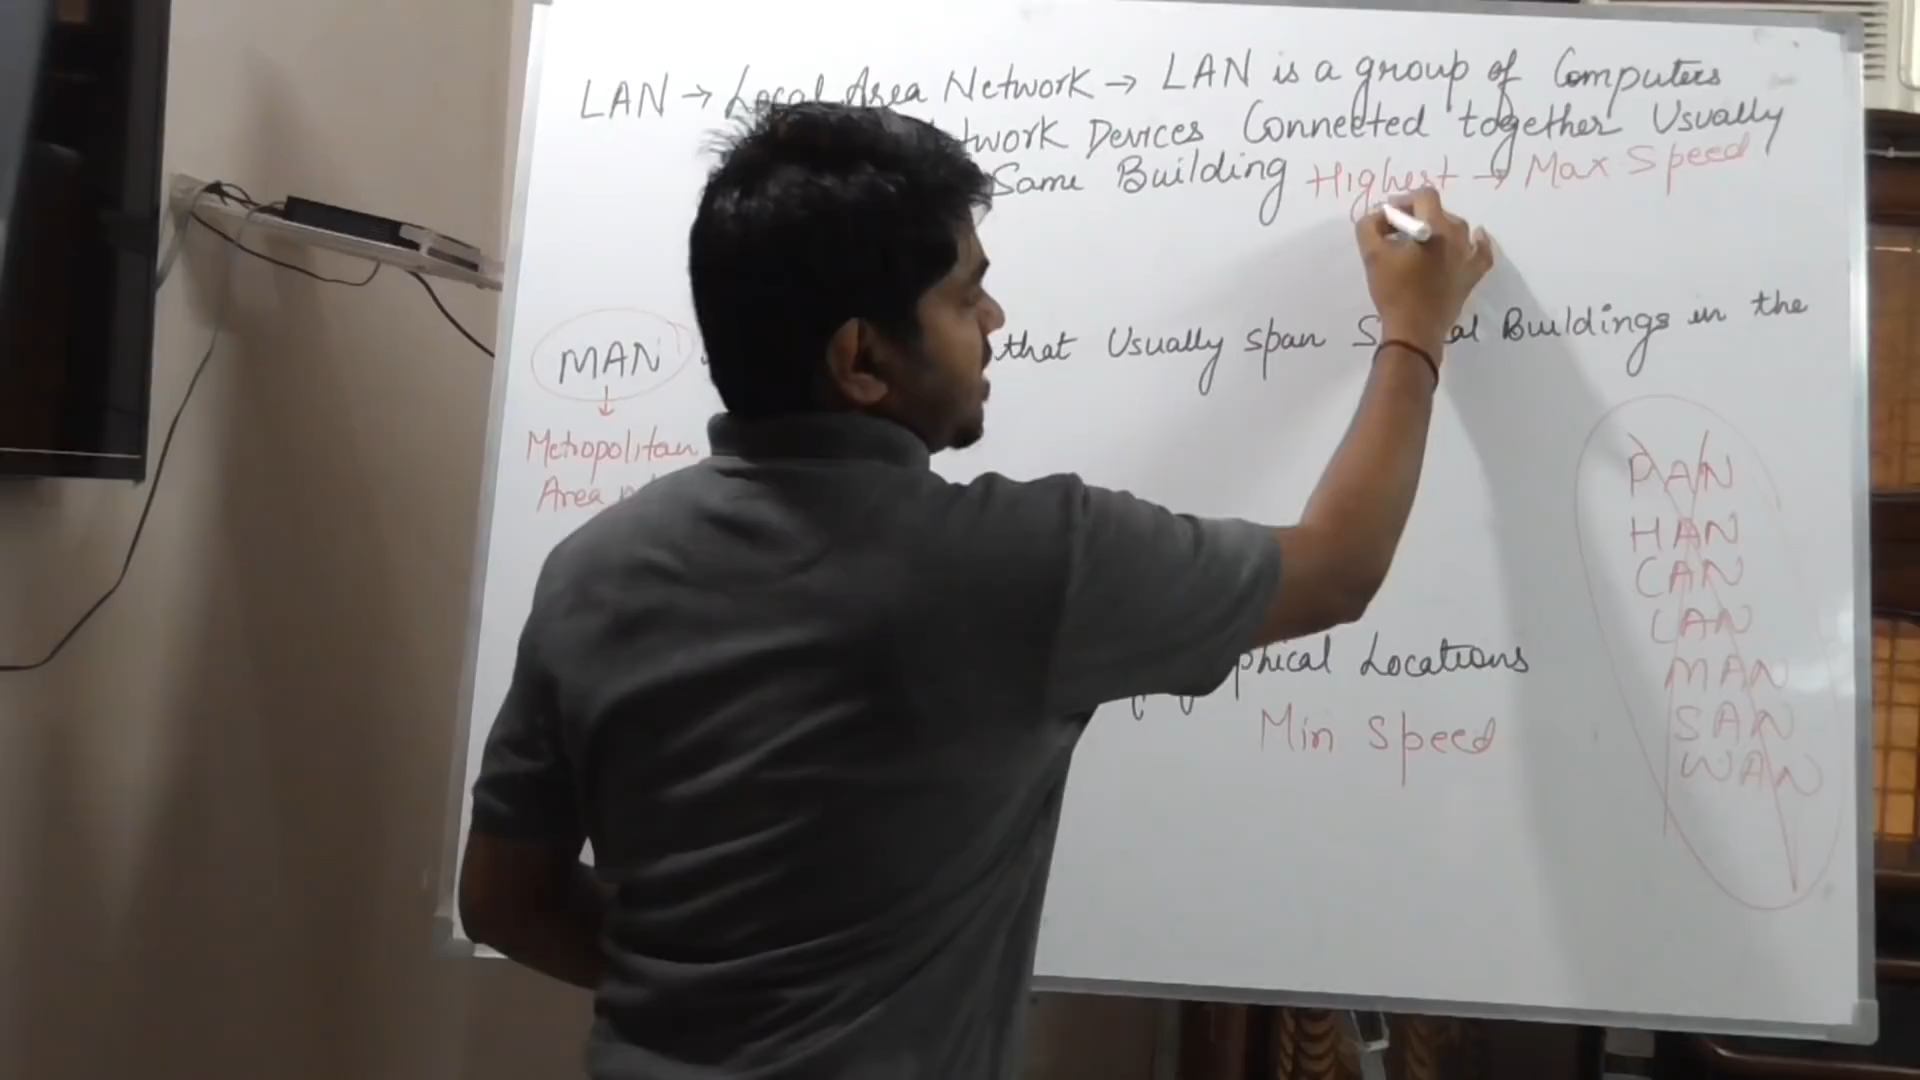 LAN → Local Area Network → LAN is a group of Computers
twork Devices Connected together Usually
Same Building Highest → Max Speed
MAN that Usually span S al Buildings in the
↓
Metropolitan
Area
PAN
HAN
CAN
LAN
MAN
SAN
WAN
phical Locations
Min Speed